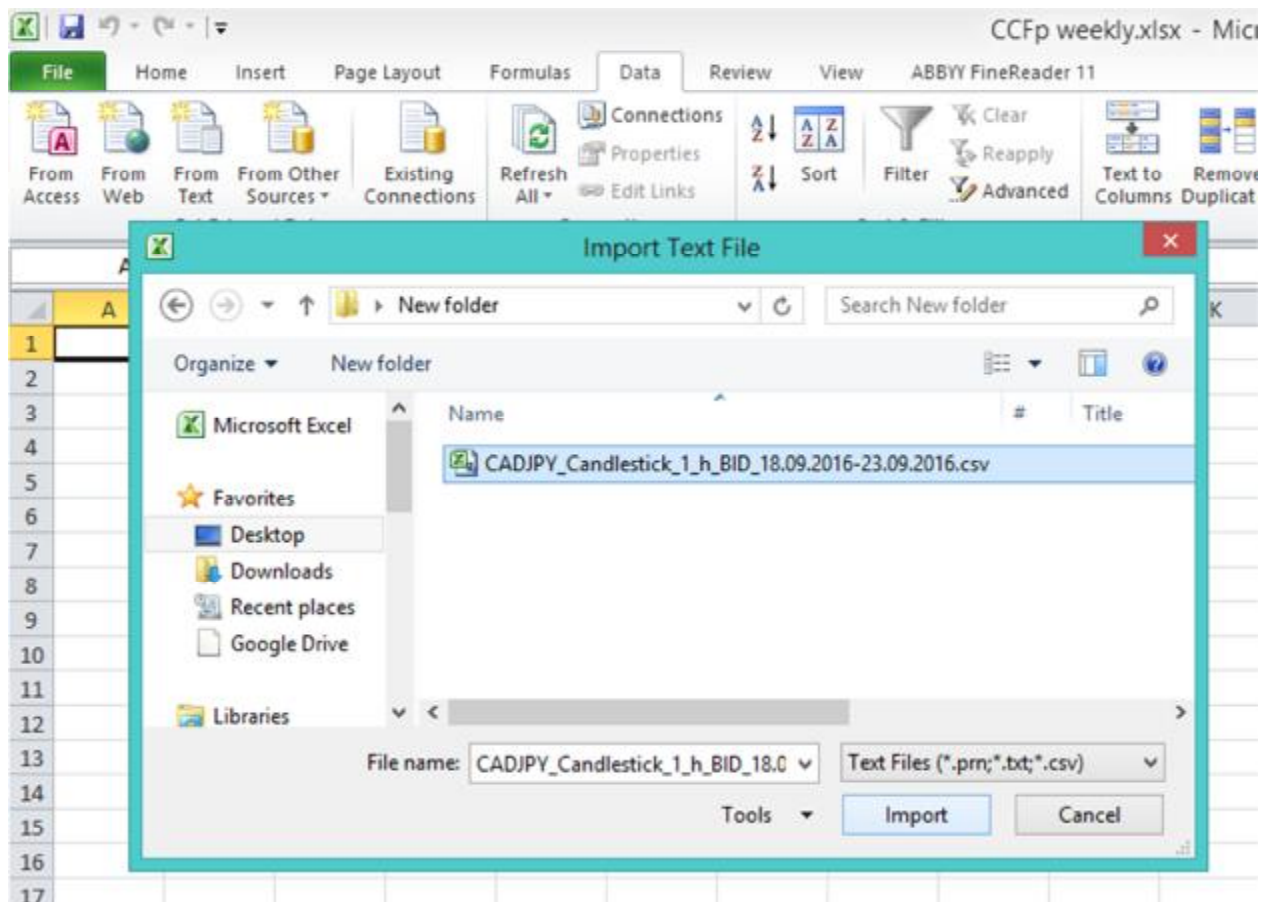 CCFp weekly.xlsx - Micr
File Home Insert Page Layout Formulas Data Review View ABBYY FineReader 11
From Access
From Web
From Text
From Other Sources
Existing Connections
Refresh All
Connections
Properties
Edit Links
Sort
Filter
Clear
Reapply
Advanced
Text to Columns
Remove Duplicat
Import Text File
A
New folder
Search New folder
A K
Organize New folder
Microsoft Excel
Favorites
Desktop
Downloads
Recent places
Google Drive
Libraries
Name # Title
CADJPY_Candlestick_1_h_BID_18.09.2016-23.09.2016.csv
File name: CADJPY_Candlestick_1_h_BID_18.0 Text Files (*.prn;*.txt;*.csv)
Tools Import Cancel
1
2
3
4
5
6
7
8
9
10
11
12
13
14
15
16
17